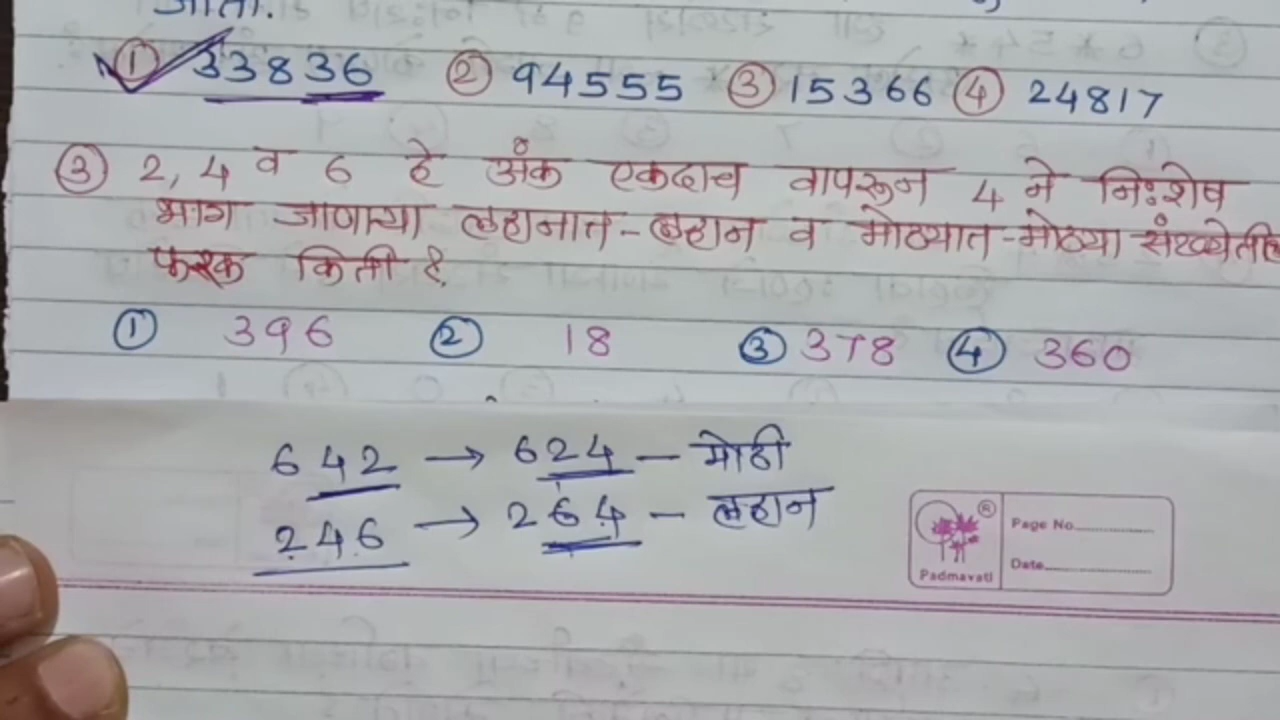 जाता.
① 33836 ② 94555 ③ 15366 ④ 24817
③ 2, 4 व 6 हे अंक एकदाच वापरून 4 ने निःशेष
भाग जाणाऱ्या लहानात-लहान व मोठ्यात-मोठ्या संख्येतील
फरक किती ?
① 396 ② 18 ③ 378 ④ 360
642 → 624 – मोठी
246 → 264 – लहान
Page No.
Date
Padmavati